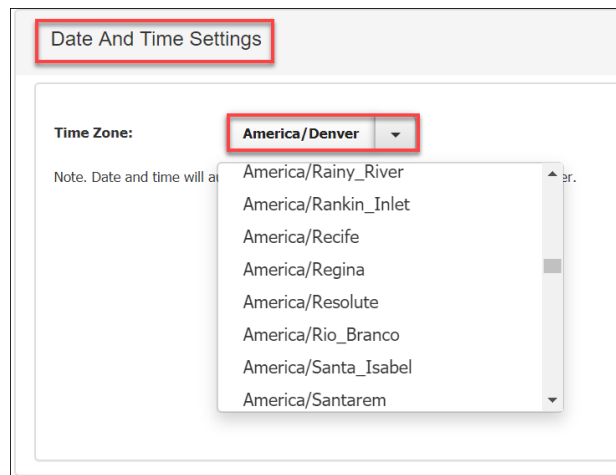 Date And Time Settings
Time Zone:
America/Denver
Note. Date and time will au
er.
America/Rainy_River
America/Rankin_Inlet
America/Recife
America/Regina
America/Resolute
America/Rio_Branco
America/Santa_Isabel
America/Santarem